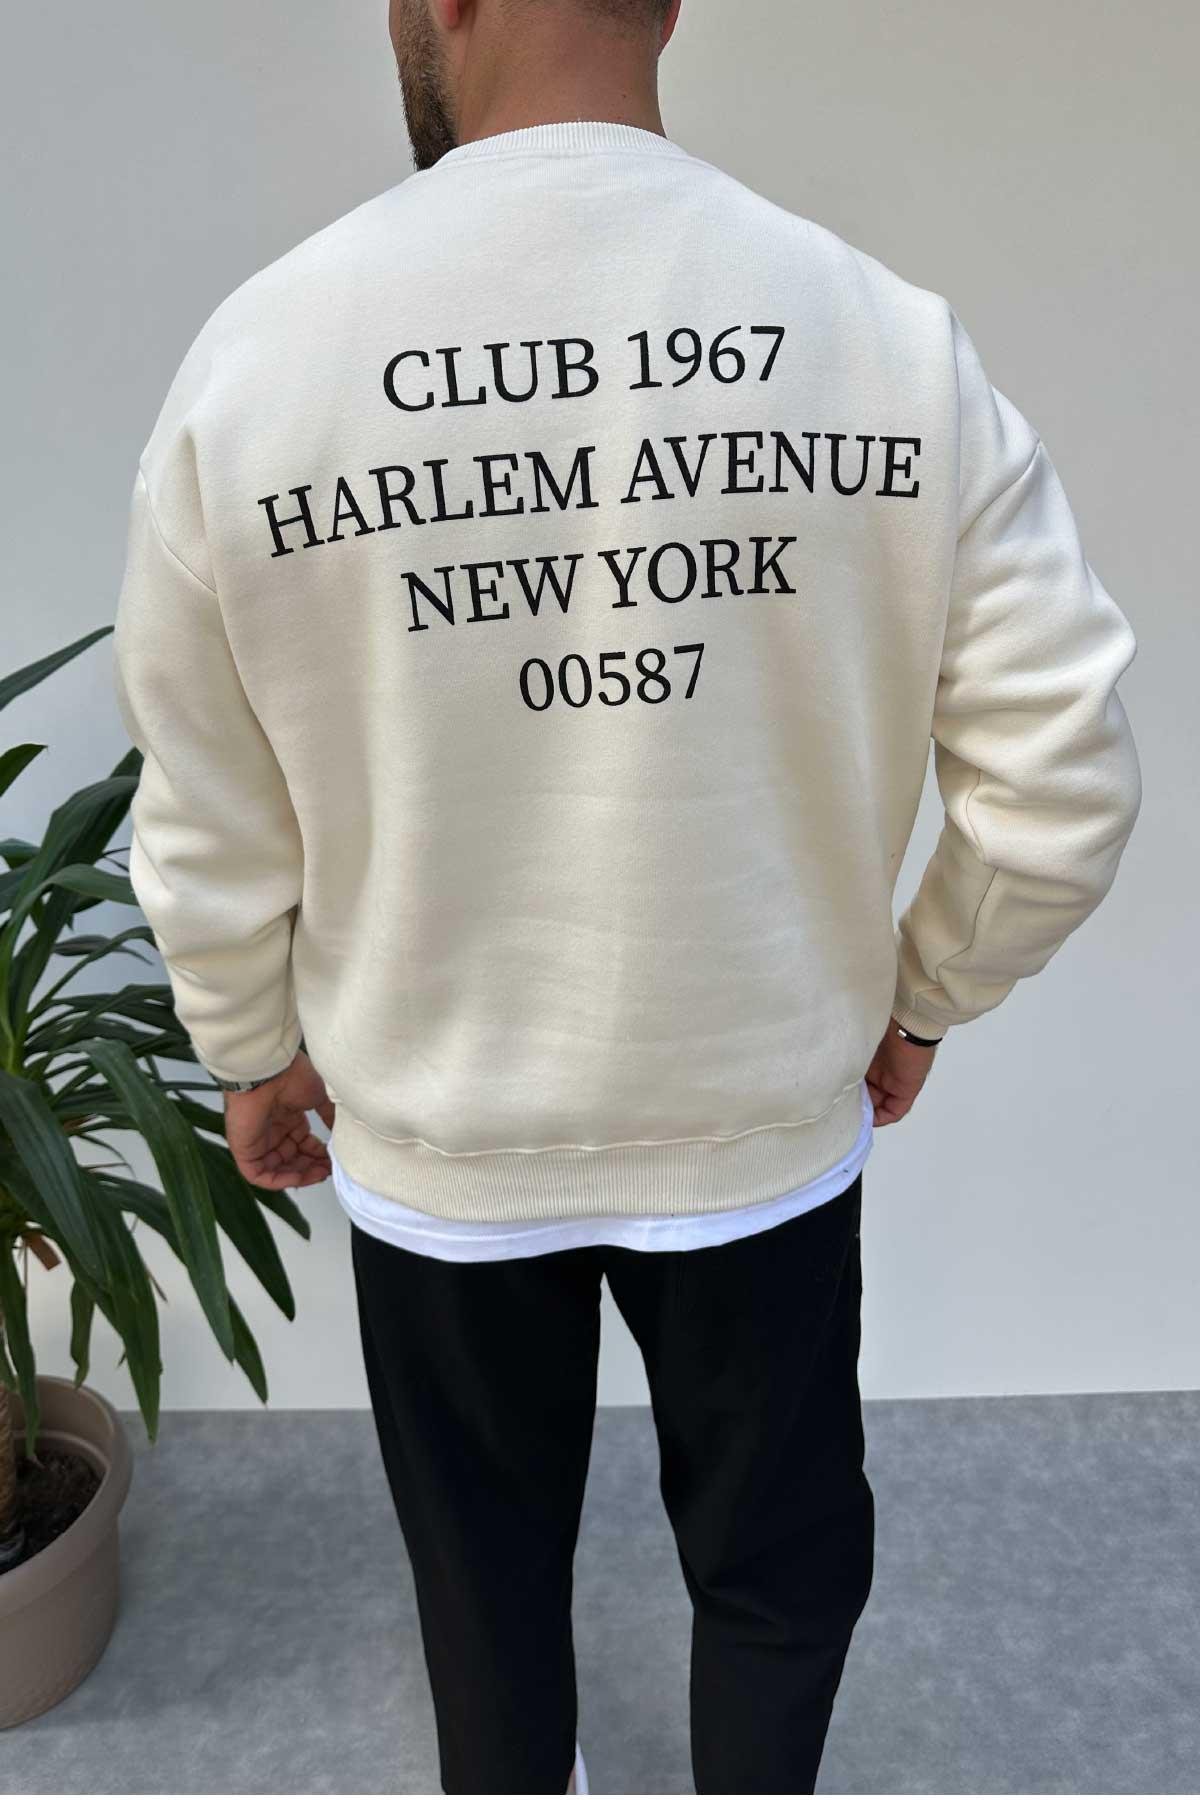 CLUB 1967
HARLEM AVENUE
NEW YORK
00587